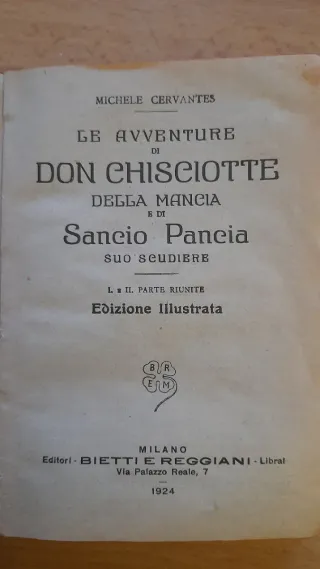 MICHELE CERVANTES
LE AVVENTURE
DI
DON CHISCIOTTE
DELLA MANCIA
E DI
Sancio Pancia
SUO SCUDIERE
I. e II. PARTE RIUNITE
Edizione Illustrata
B R
E M
MILANO
Editori - BIETTI E REGGIANI - Librai
Via Palazzo Reale, 7
1924